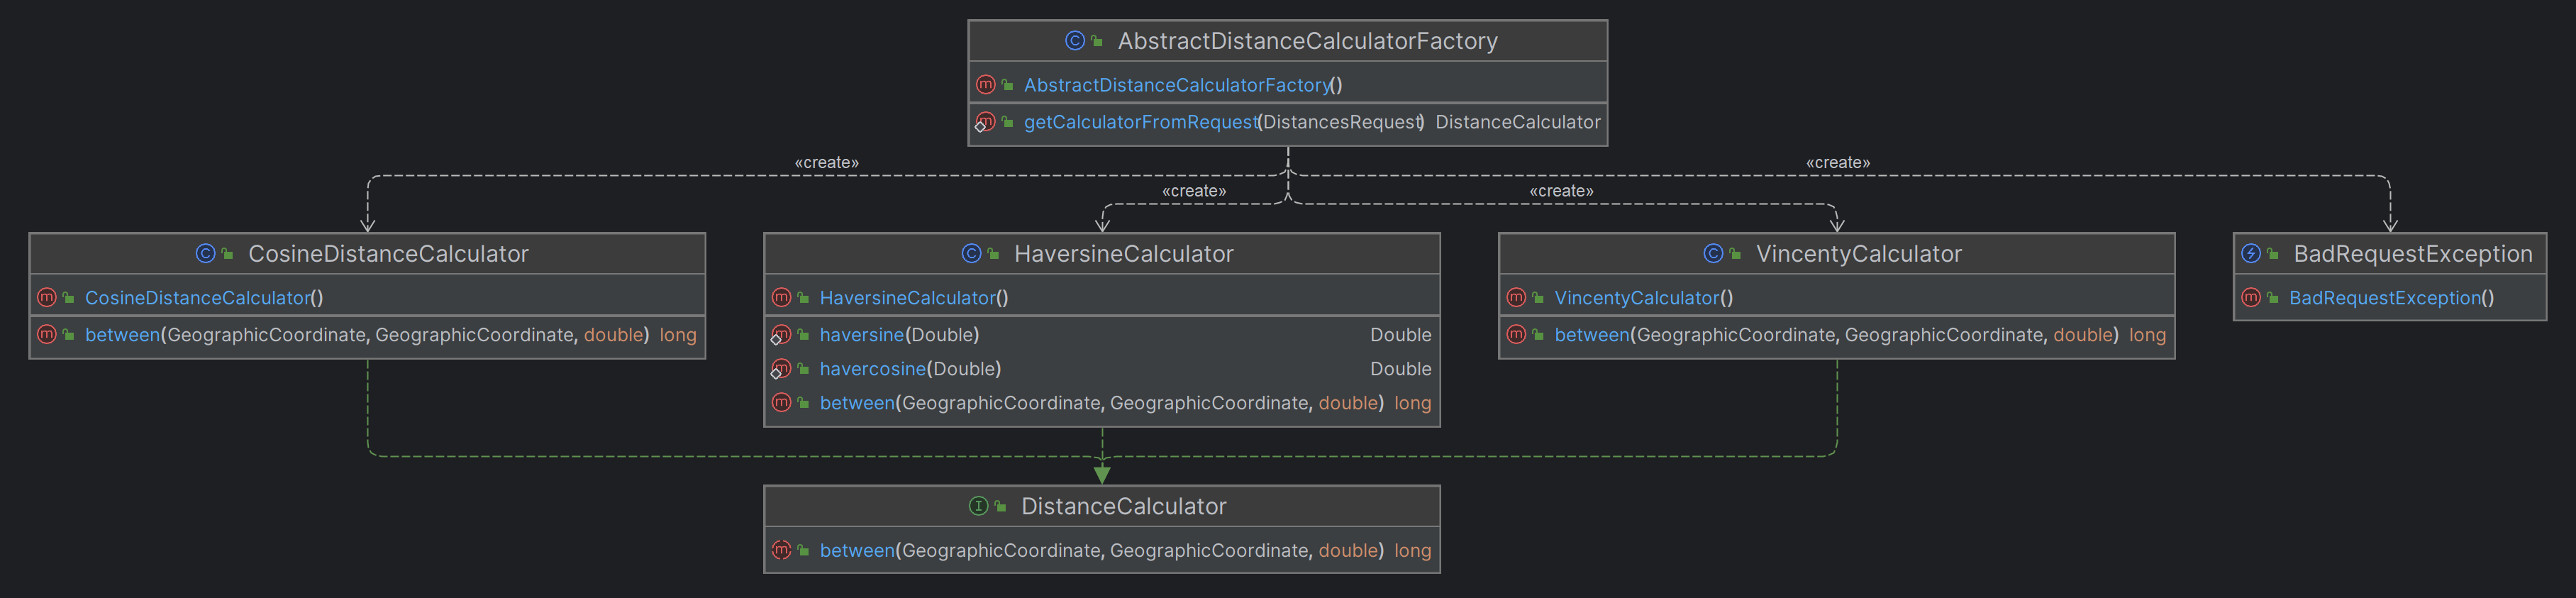 AbstractDistanceCalculatorFactory
AbstractDistanceCalculatorFactory()
getCalculatorFromRequest(DistancesRequest) DistanceCalculator
«create»
«create»
«create»
«create»
CosineDistanceCalculator
CosineDistanceCalculator()
between(GeographicCoordinate, GeographicCoordinate, double) long
HaversineCalculator
HaversineCalculator()
haversine(Double) Double
havercosine(Double) Double
between(GeographicCoordinate, GeographicCoordinate, double) long
VincentyCalculator
VincentyCalculator()
between(GeographicCoordinate, GeographicCoordinate, double) long
BadRequestException
BadRequestException()
DistanceCalculator
between(GeographicCoordinate, GeographicCoordinate, double) long